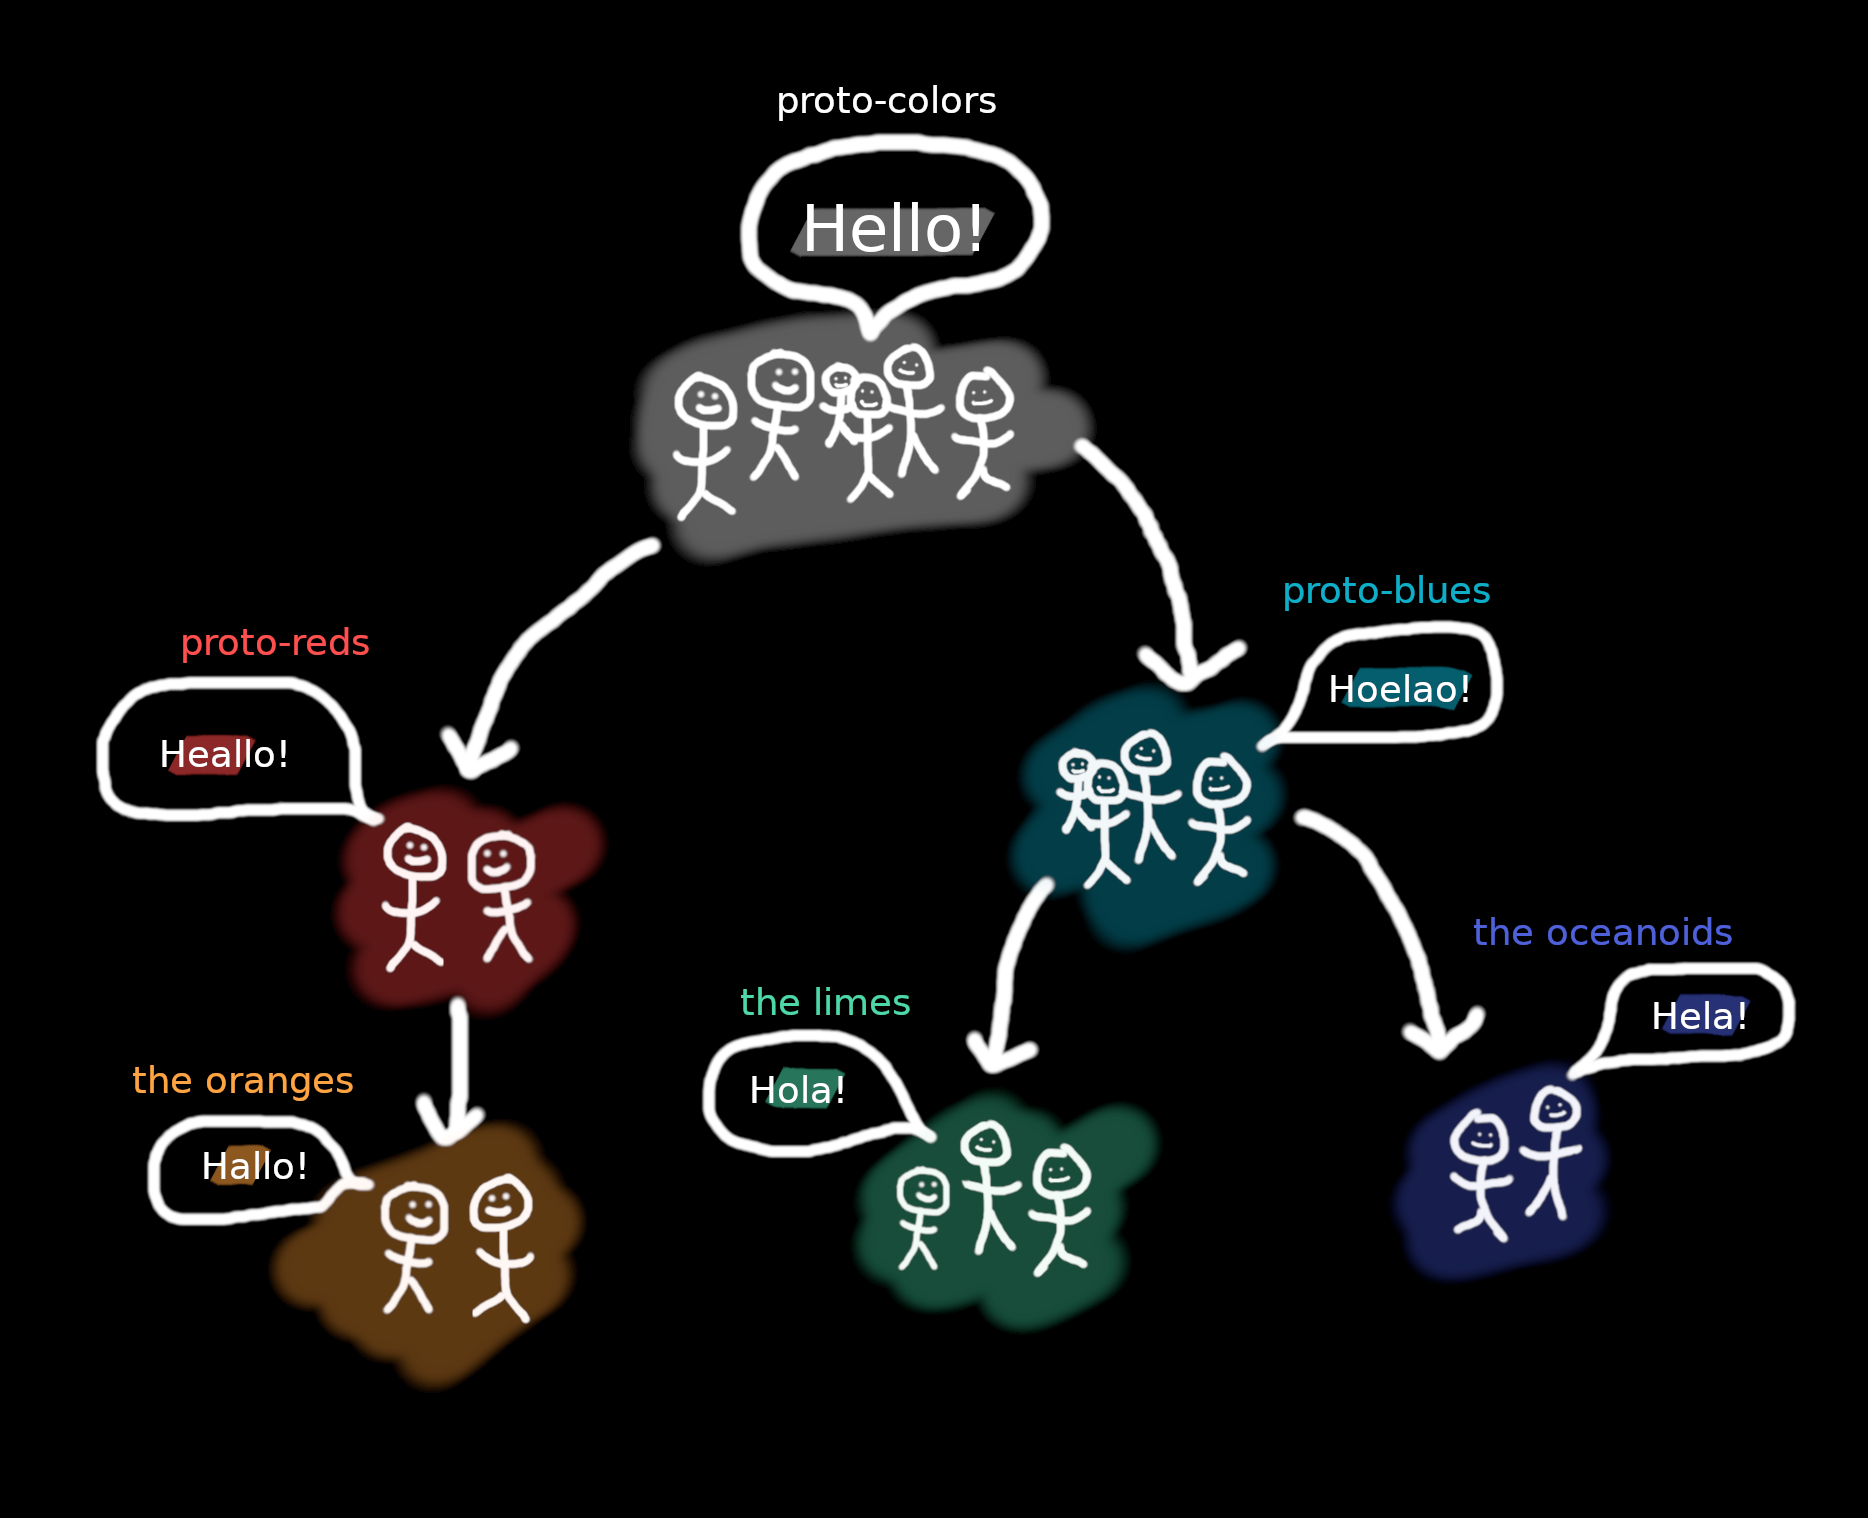 proto-colors
Hello!
proto-blues
Hoelao!
proto-reds
Heallo!
the oceanoids
Hela!
the limes
Hola!
the oranges
Hallo!